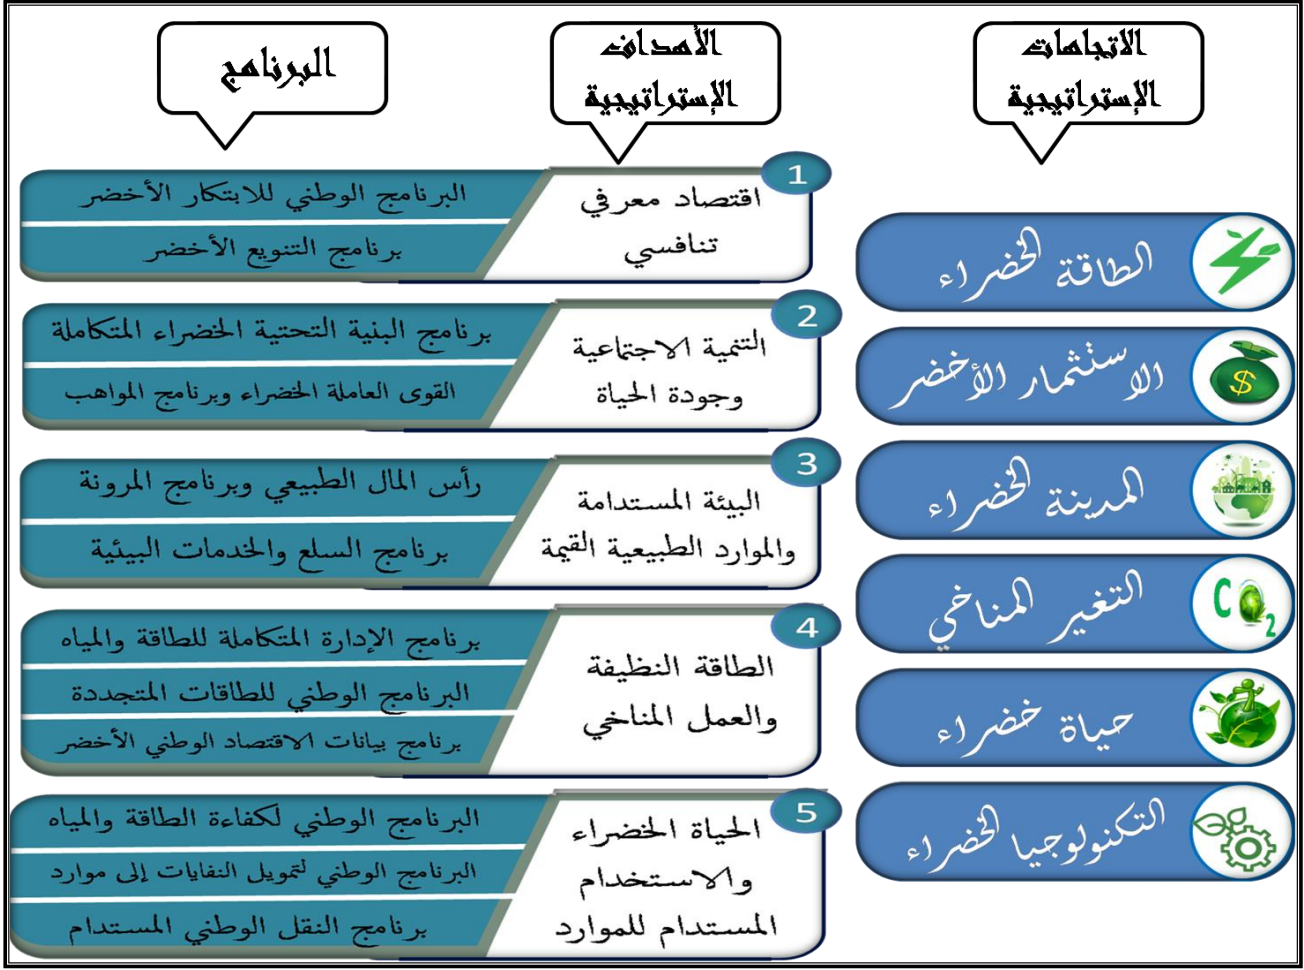 الاتجاهات
الإستراتيجية
الأهداف
الإستراتيجية
البرنامج
الطاقة الخضراء
الاستثمار الأخضر
المدينة الخضراء
التغير المناخي
CO2
حياة خضراء
التكنولوجيا الخضراء
1
اقتصاد معرفي
تنافسي
البرنامج الوطني للابتكار الأخضر
برنامج التنويع الأخضر
2
التنمية الاجتماعية
وجودة الحياة
برنامج البنية التحتية الخضراء المتكاملة
القوى العاملة الخضراء وبرنامج المواهب
3
البيئة المستدامة
والموارد الطبيعية القيمة
رأس المال الطبيعي وبرنامج المرونة
برنامج السلع والخدمات البيئية
4
الطاقة النظيفة
والعمل المناخي
برنامج الإدارة المتكاملة للطاقة والمياه
البرنامج الوطني للطاقات المتجددة
برنامج بيانات الاقتصاد الوطني الأخضر
5
الحياة الخضراء
والاستخدام
المستدام للموارد
البرنامج الوطني لكفاءة الطاقة والمياه
البرنامج الوطني لتمويل النفايات إلى موارد
برنامج النقل الوطني المستدام
$